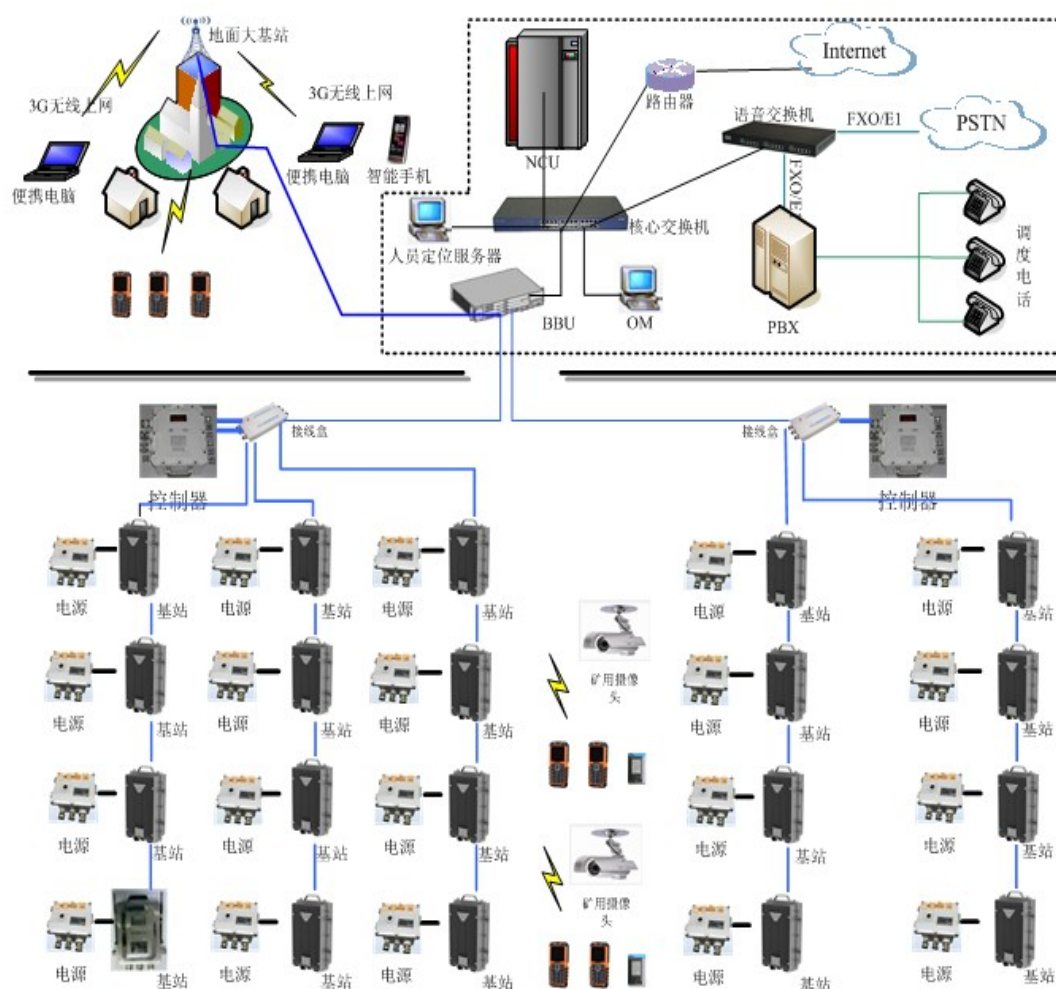 地面大基站
3G无线上网
3G无线上网
便携电脑
便携电脑
智能手机
NCU
路由器
Internet
语音交换机
FXO/E1
PSTN
FXO/E
核心交换机
人员定位服务器
BBU
OM
PBX
调度电话
接线盒
接线盒
控制器
控制器
电源
基站
电源
基站
电源
基站
电源
基站
电源
基站
矿用摄像
头
电源
基站
电源
基站
电源
基站
电源
基站
电源
基站
电源
基站
电源
基站
电源
基站
电源
基站
电源
基站
矿用摄像
头
电源
基站
电源
基站
电源
基站
电源
基站
电源
基站